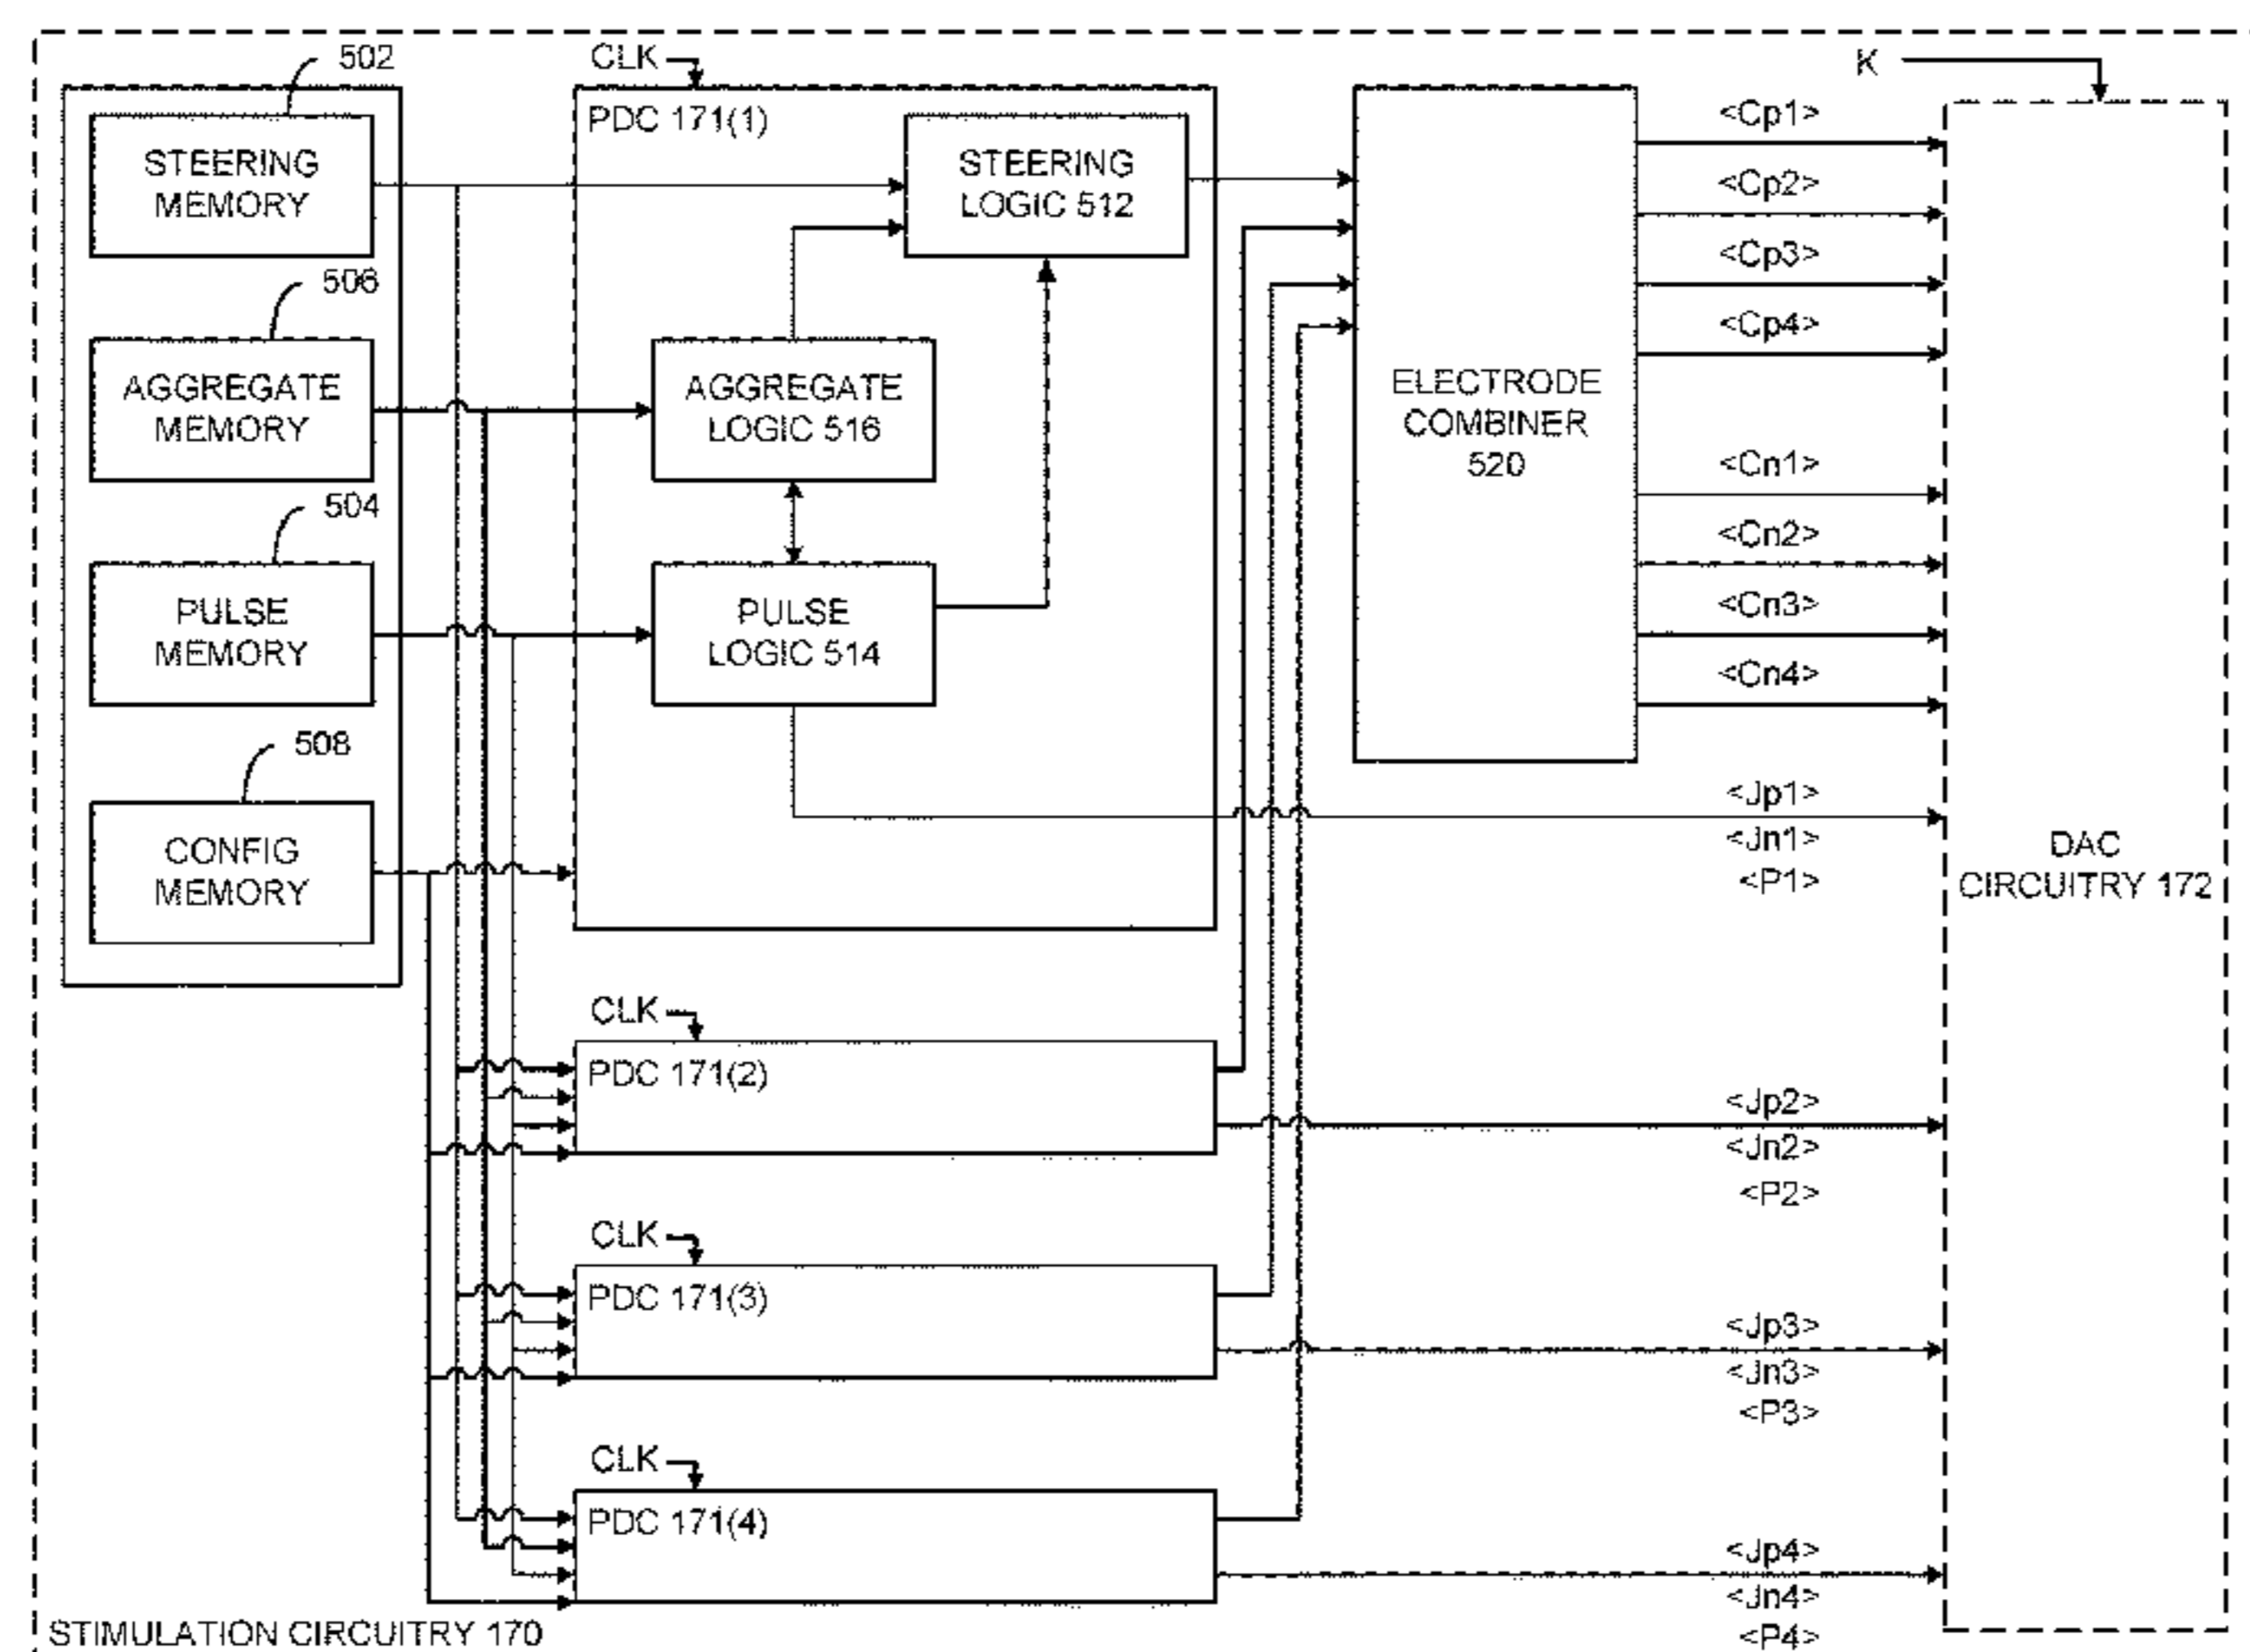 502
STEERING
MEMORY
506
AGGREGATE
MEMORY
504
PULSE
MEMORY
508
CONFIG
MEMORY
CLK
PDC 171(1)
STEERING
LOGIC 512
AGGREGATE
LOGIC 516
PULSE
LOGIC 514
CLK
PDC 171(2)
CLK
PDC 171(3)
CLK
PDC 171(4)
ELECTRODE
COMBINER
520
K
<Cp1>
<Cp2>
<Cp3>
<Cp4>
<Cn1>
<Cn2>
<Cn3>
<Cn4>
<Jp1>
<Jn1>
<P1>
<Jp2>
<Jn2>
<P2>
<Jp3>
<Jn3>
<P3>
<Jp4>
<Jn4>
<P4>
DAC
CIRCUITRY 172
STIMULATION CIRCUITRY 170